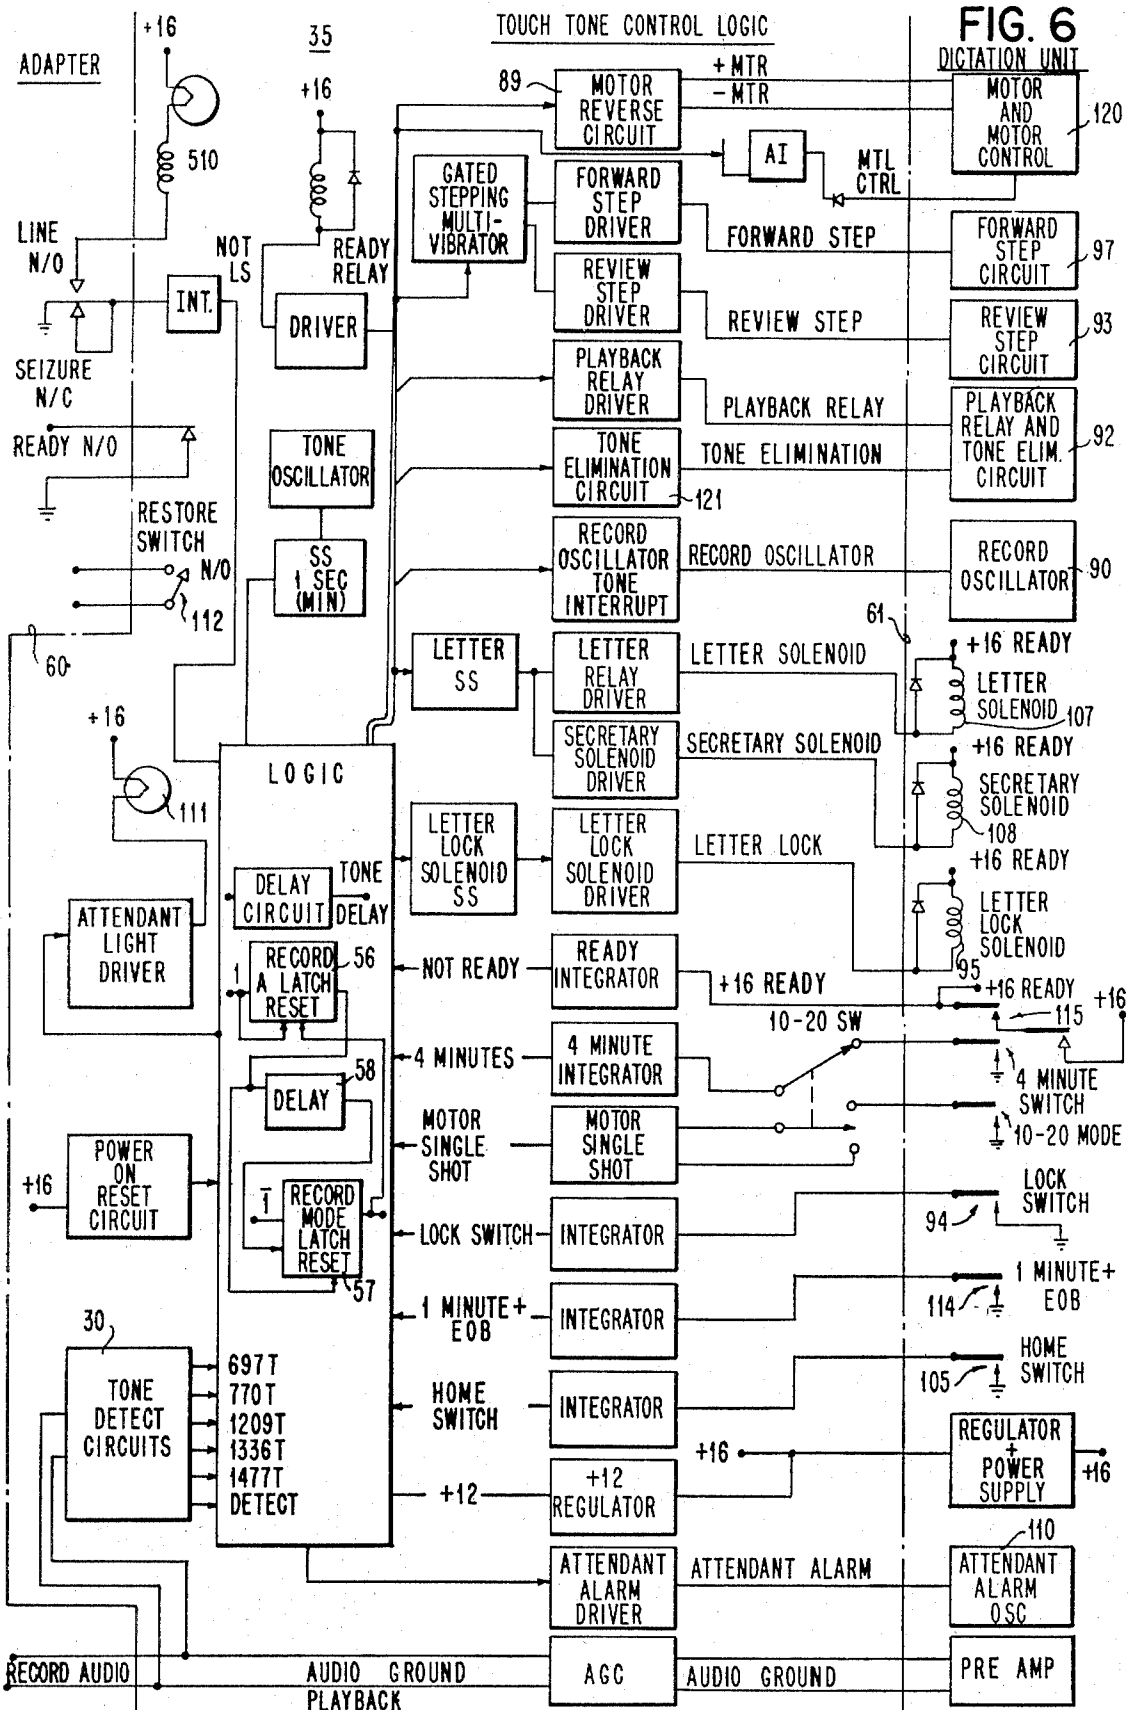 FIG. 6
TOUCH TONE CONTROL LOGIC
ADAPTER
DICTATION UNIT
35
+16
510
+16
LINE
N/O
NOT
LS
READY
RELAY
INT.
DRIVER
SEIZURE
N/C
READY N/O
TONE
OSCILLATOR
RESTORE
SWITCH
N/O
112
SS
1 SEC
(MIN)
60
89
MOTOR
REVERSE
CIRCUIT
+MTR
-MTR
MOTOR
AND
MOTOR
CONTROL
120
AI
MTL
CTRL
GATED
STEPPING
MULTI-
VIBRATOR
FORWARD
STEP
DRIVER
FORWARD STEP
FORWARD
STEP
CIRCUIT
97
REVIEW
STEP
DRIVER
REVIEW STEP
REVIEW
STEP
CIRCUIT
93
PLAYBACK
RELAY
DRIVER
PLAYBACK RELAY
PLAYBACK
RELAY AND
TONE ELIM.
CIRCUIT
92
TONE
ELIMINATION
CIRCUIT
121
TONE ELIMINATION
RECORD
OSCILLATOR
TONE
INTERRUPT
RECORD OSCILLATOR
RECORD
OSCILLATOR
90
61
LETTER
SS
LETTER
RELAY
DRIVER
LETTER SOLENOID
+16 READY
LETTER
SOLENOID
107
SECRETARY
SOLENOID
DRIVER
SECRETARY SOLENOID
+16 READY
SECRETARY
SOLENOID
108
LETTER
LOCK
SOLENOID
SS
LETTER
LOCK
SOLENOID
DRIVER
LETTER LOCK
+16 READY
LETTER
LOCK
SOLENOID
95
+16
111
LOGIC
DELAY
CIRCUIT
TONE
DELAY
ATTENDANT
LIGHT
DRIVER
1
RECORD
A LATCH
RESET
56
DELAY
58
1
RECORD
MODE
LATCH
RESET
57
POWER
ON
RESET
CIRCUIT
+16
NOT READY
READY
INTEGRATOR
+16 READY
+16 READY
115
+16
10-20 SW
4 MINUTES
4 MINUTE
INTEGRATOR
4 MINUTE
SWITCH
MOTOR
SINGLE
SHOT
MOTOR
SINGLE
SHOT
10-20 MODE
LOCK SWITCH
INTEGRATOR
94
LOCK
SWITCH
1 MINUTE+
EOB
INTEGRATOR
114
1 MINUTE+
EOB
HOME
SWITCH
INTEGRATOR
105
HOME
SWITCH
30
TONE
DETECT
CIRCUITS
697T
770T
1209T
1336T
1477T
DETECT
+12
+12
REGULATOR
+16
REGULATOR
+
POWER
SUPPLY
+16
ATTENDANT
ALARM
DRIVER
ATTENDANT ALARM
110
ATTENDANT
ALARM
OSC
RECORD AUDIO
AUDIO GROUND
PLAYBACK
AGC
AUDIO GROUND
PRE AMP